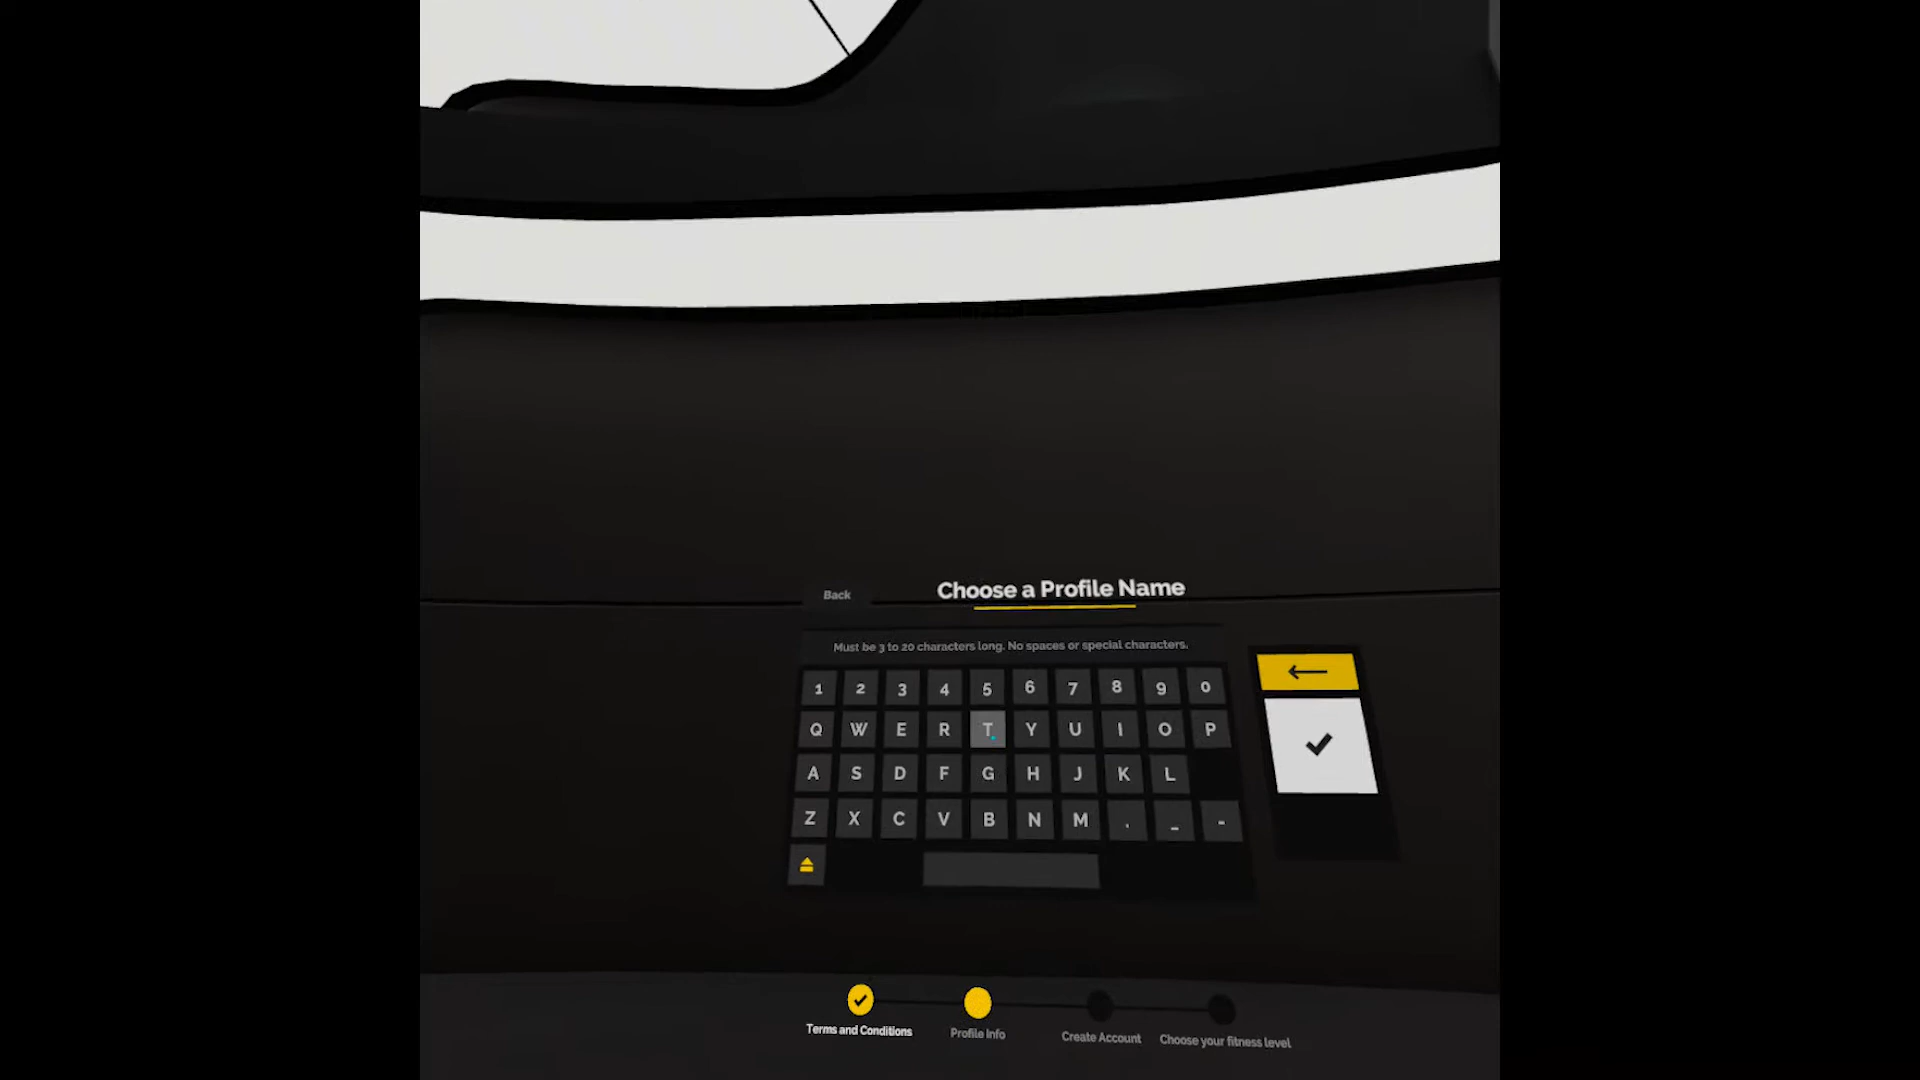 Back
Choose a Profile Name
Must be 3 to 20 characters long. No spaces or special characters.
1 2 3 4 5 6 7 8 9 0
Q W E R T Y U I O P
A S D F G H J K L
Z X C V B N M . _ -
Terms and Conditions
Profile Info
Create Account
Choose your fitness level